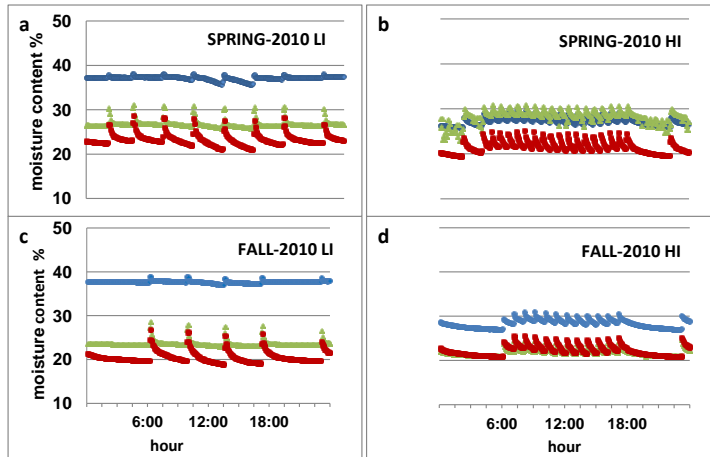 a
SPRING-2010 LI
50
40
30
20
10
moisture content %
b
SPRING-2010 HI
c
FALL-2010 LI
50
40
30
20
10
moisture content %
6:00 12:00 18:00
hour
d
FALL-2010 HI
6:00 12:00 18:00
hour